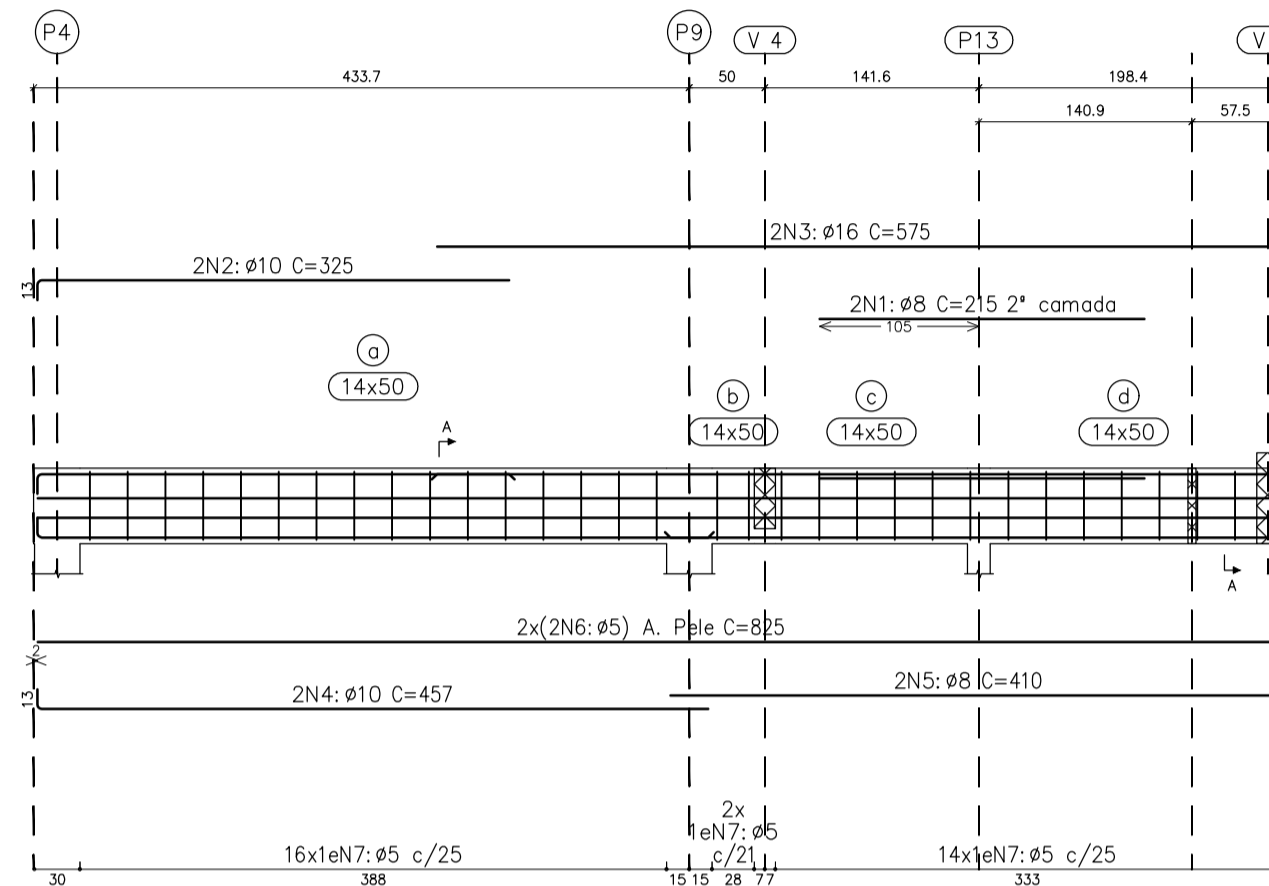 P4
P9
V 4
P13
V
433.7
50
141.6
198.4
140.9
57.5
2N3: ø16 C=575
2N2: ø10 C=325
13
2N1: ø8 C=215 2ª camada
105
a
14x50
b
14x50
c
14x50
d
14x50
A
A
2x(2N6: ø5) A. Pele C=825
2
13
2N4: ø10 C=457
2N5: ø8 C=410
16x1eN7: ø5 c/25
2x
1eN7: ø5
c/21
14x1eN7: ø5 c/25
30
388
15
15
28
7
7
333